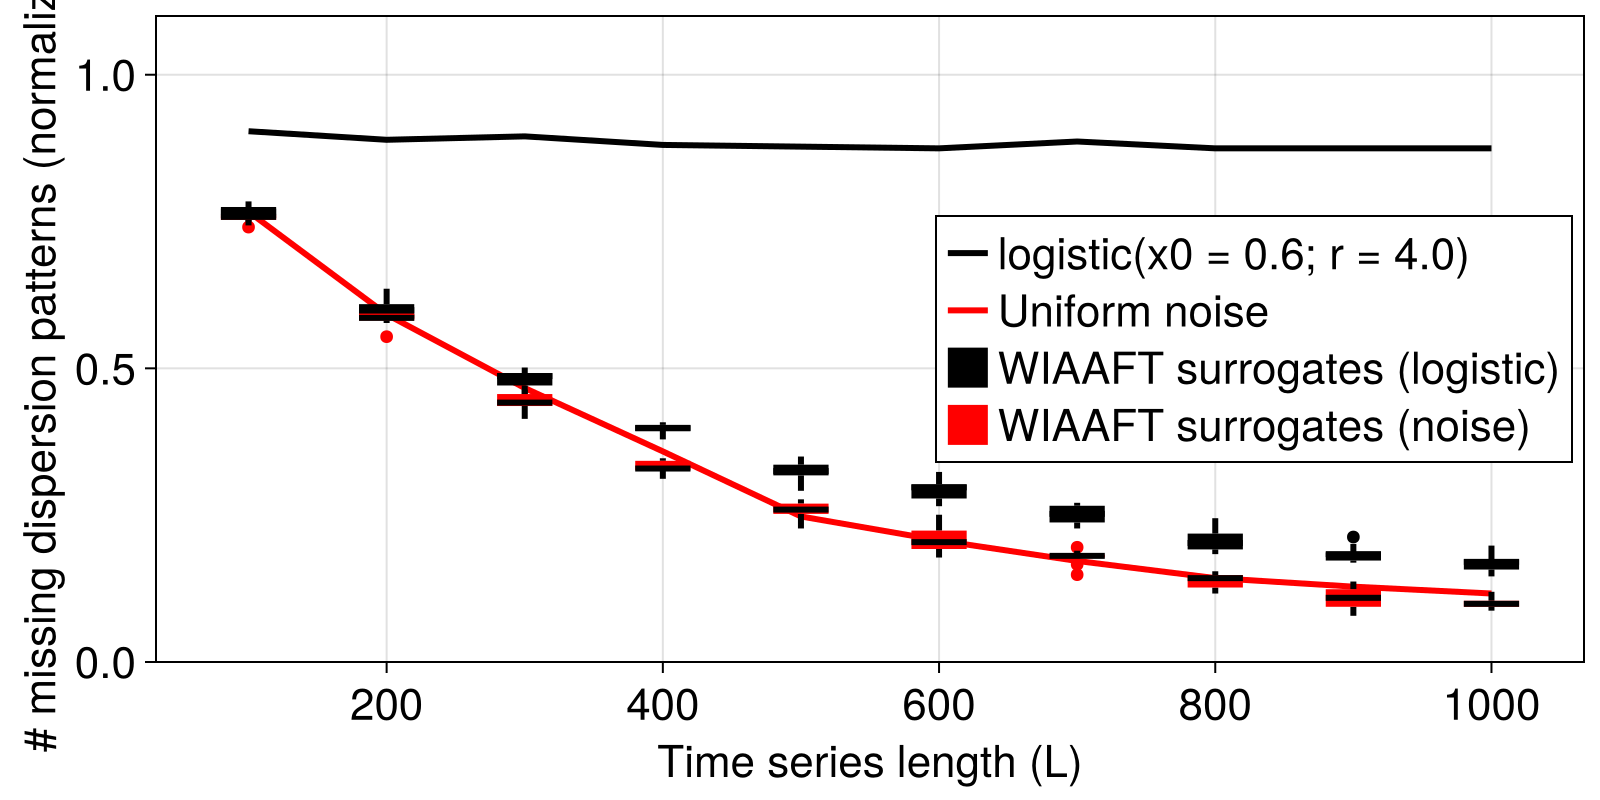 # missing dispersion patterns (normaliz
1.0
0.5
0.0
logistic(x0 = 0.6; r = 4.0)
Uniform noise
WIAAFT surrogates (logistic)
WIAAFT surrogates (noise)
200 400 600 800 1000
Time series length (L)